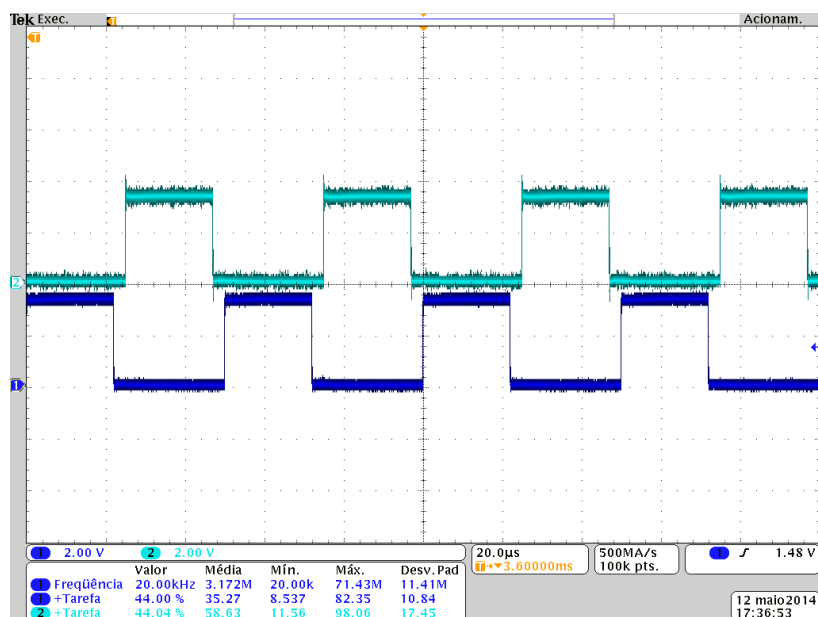 Tek Exec. T Acionam.
T
2
1
1 2.00 V 2 2.00 V 20.0µs 500MA/s 1 1.48 V
T 3.60000ms 100k pts.
Valor Média Mín. Máx. Desv.Pad
1 Freqüência 20.00kHz 3.172M 20.00k 71.43M 11.41M
1 +Tarefa 44.00 % 35.27 8.537 82.35 10.84
2 +Tarefa 44.04 % 58.63 11.56 98.06 17.45
12 maio2014
17:36:53